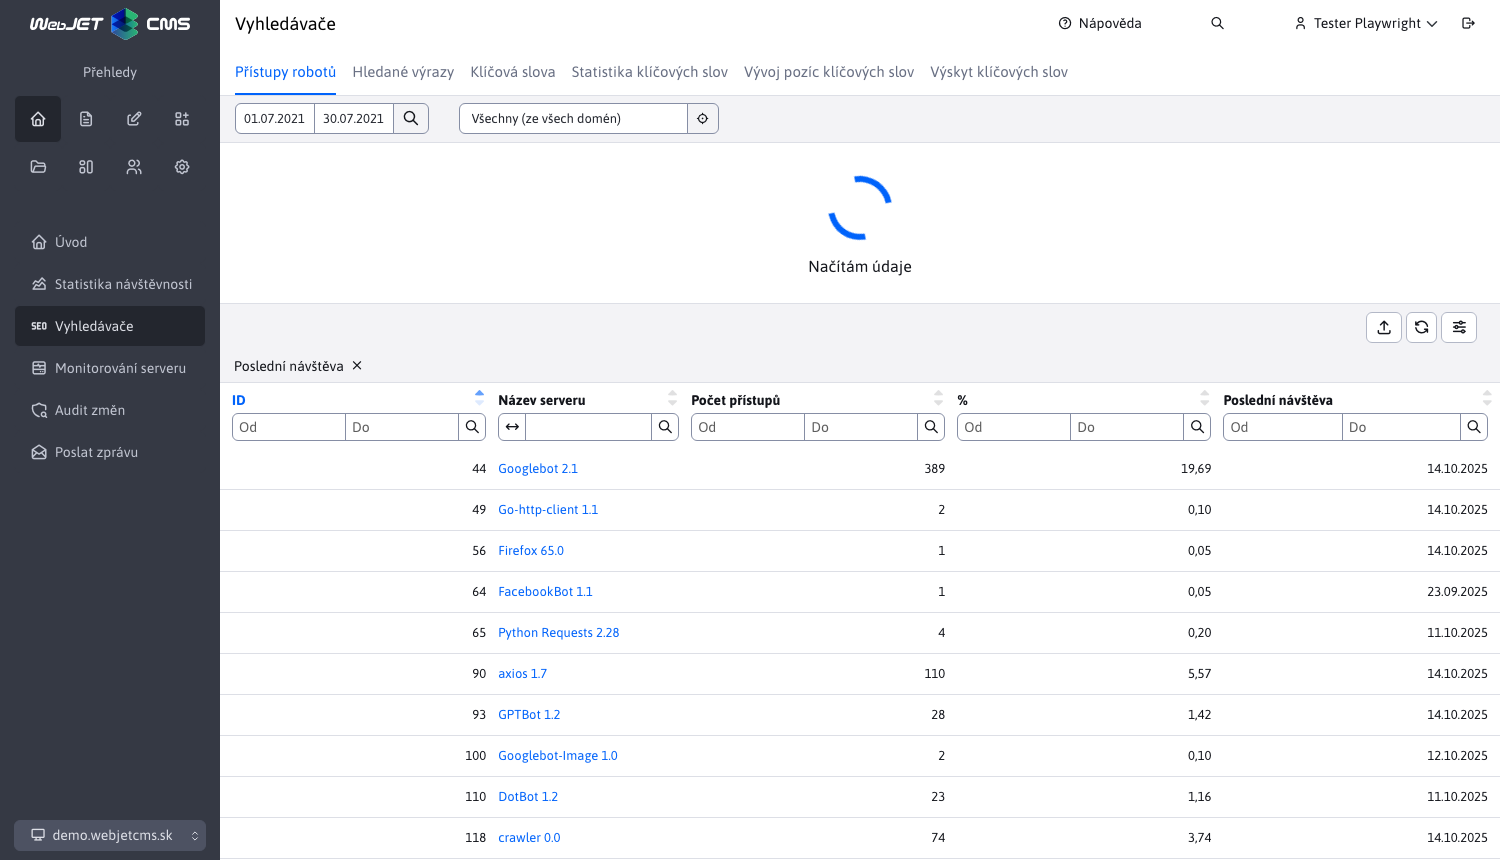 WebJET CMS
Přehledy
Úvod
Statistika návštěvnosti
SEO Vyhledávače
Monitorování serveru
Audit změn
Poslat zprávu
demo.webjetcms.sk
Vyhledávače
Nápověda
Tester Playwright
Přístupy robotů Hledané výrazy Klíčová slova Statistika klíčových slov Vývoj pozic klíčových slov Výskyt klíčových slov
01.07.2021 30.07.2021 Všechny (ze všech domén)
Načítám údaje
Poslední návštěva
ID Název serveru Počet přístupů % Poslední návštěva
Od Do Od Do Od Do Od Do
44 Googlebot 2.1 389 19,69 14.10.2025
49 Go-http-client 1.1 2 0,10 14.10.2025
56 Firefox 65.0 1 0,05 14.10.2025
64 FacebookBot 1.1 1 0,05 23.09.2025
65 Python Requests 2.28 4 0,20 11.10.2025
90 axios 1.7 110 5,57 14.10.2025
93 GPTBot 1.2 28 1,42 14.10.2025
100 Googlebot-Image 1.0 2 0,10 12.10.2025
110 DotBot 1.2 23 1,16 11.10.2025
118 crawler 0.0 74 3,74 14.10.2025